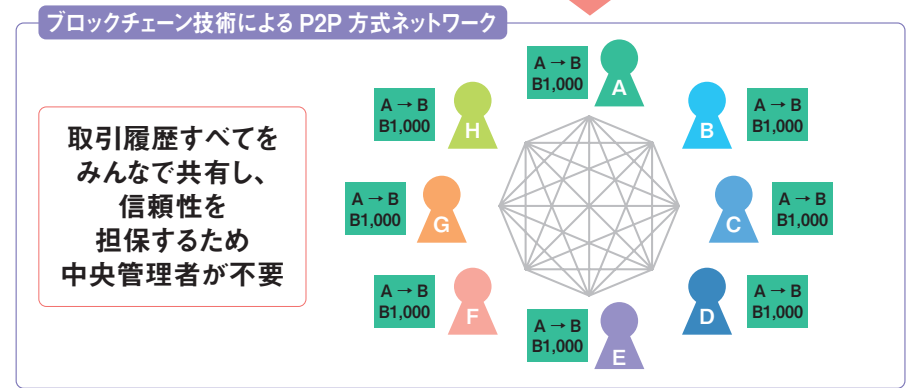 ブロックチェーン技術による P2P 方式ネットワーク
取引履歴すべてを
みんなで共有し、
信頼性を
担保するため
中央管理者が不要
A → B
B1,000
A
A → B
B1,000
H
B
A → B
B1,000
A → B
B1,000
G
C
A → B
B1,000
A → B
B1,000
F
D
A → B
B1,000
A → B
B1,000
E